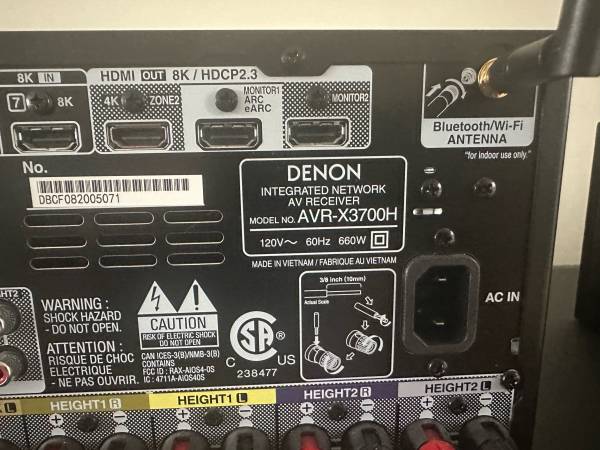 8K IN
HDMI OUT 8K / HDCP2.3
7 8K
4K ZONE2
MONITOR1
ARC
eARC
MONITOR2
Bluetooth/Wi-Fi
ANTENNA
"for indoor use only."
No.
DBCF082005071
DENON
INTEGRATED NETWORK
AV RECEIVER
MODEL NO. AVR-X3700H
120V～ 60Hz 660W
MADE IN VIETNAM / FABRIQUÉ AU VIETNAM
3/8 inch (10mm)
Actual Scale
AC IN
WARNING :
SHOCK HAZARD
- DO NOT OPEN.
ATTENTION :
RISQUE DE CHOC
ELECTRIQUE
- NE PAS OUVRIR.
CAUTION
RISK OF ELECTRIC SHOCK
DO NOT OPEN
CAN ICES-3(B)/NMB-3(B)
CONTAINS
FCC ID : RAX-AIOS4-0S
IC : 4711A-AIOS40S
C US
238477
L
HEIGHT1 R
HEIGHT1 L
HEIGHT2 R
HEIGHT2 L